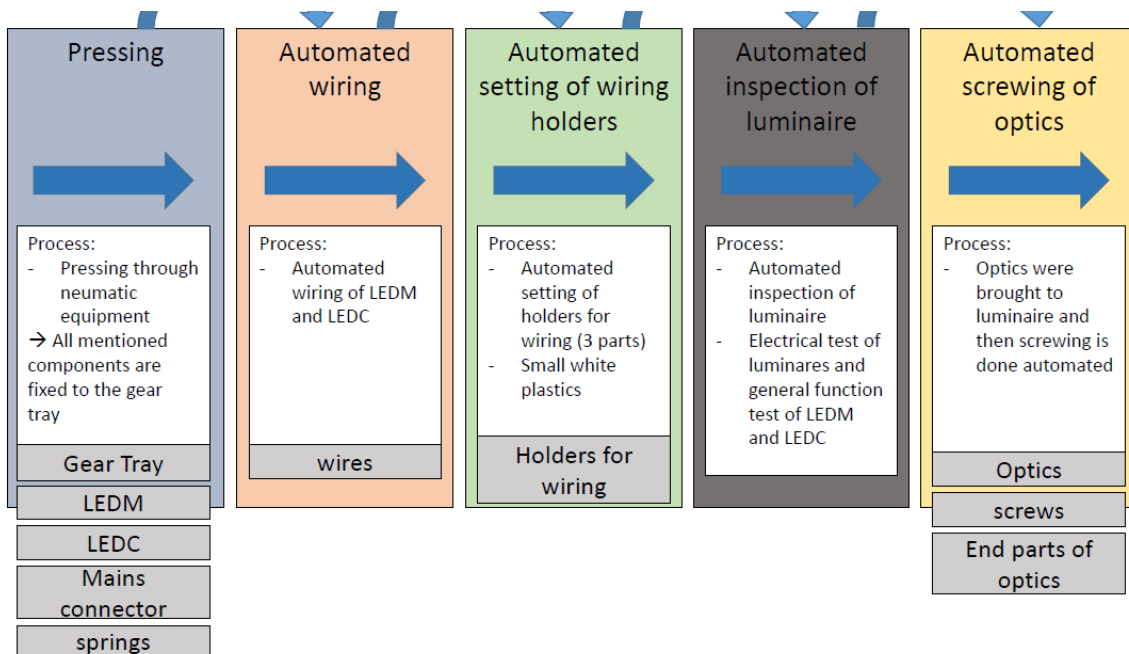 Pressing
Process:
- Pressing through
neumatic
equipment
→ All mentioned
components are
fixed to the gear
tray
Gear Tray
LEDM
LEDC
Mains
connector
springs
Automated
wiring
Process:
- Automated
wiring of LEDM
and LEDC
wires
Automated
setting of wiring
holders
Process:
- Automated
setting of
holders for
wiring (3 parts)
- Small white
plastics
Holders for
wiring
Automated
inspection of
luminaire
Process:
- Automated
inspection of
luminaire
- Electrical test of
luminares and
general function
test of LEDM
and LEDC
Automated
screwing of
optics
Process:
- Optics were
brought to
luminaire and
then screwing is
done automated
Optics
screws
End parts of
optics